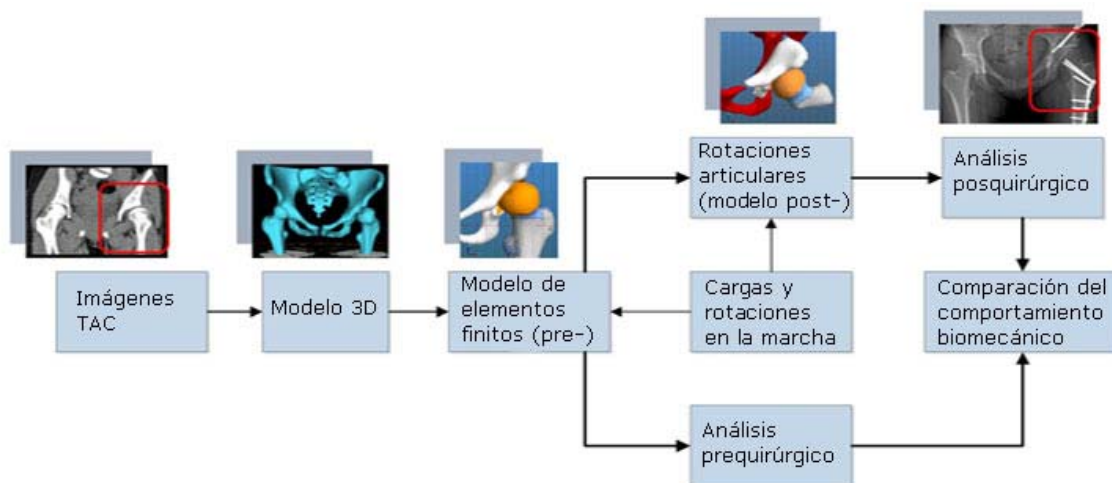 Imágenes
TAC
Modelo 3D
Modelo de
elementos
finitos (pre-)
Rotaciones
articulares
(modelo post-)
Cargas y
rotaciones
en la marcha
Análisis
prequirúrgico
Análisis
posquirúrgico
Comparación del
comportamiento
biomecánico